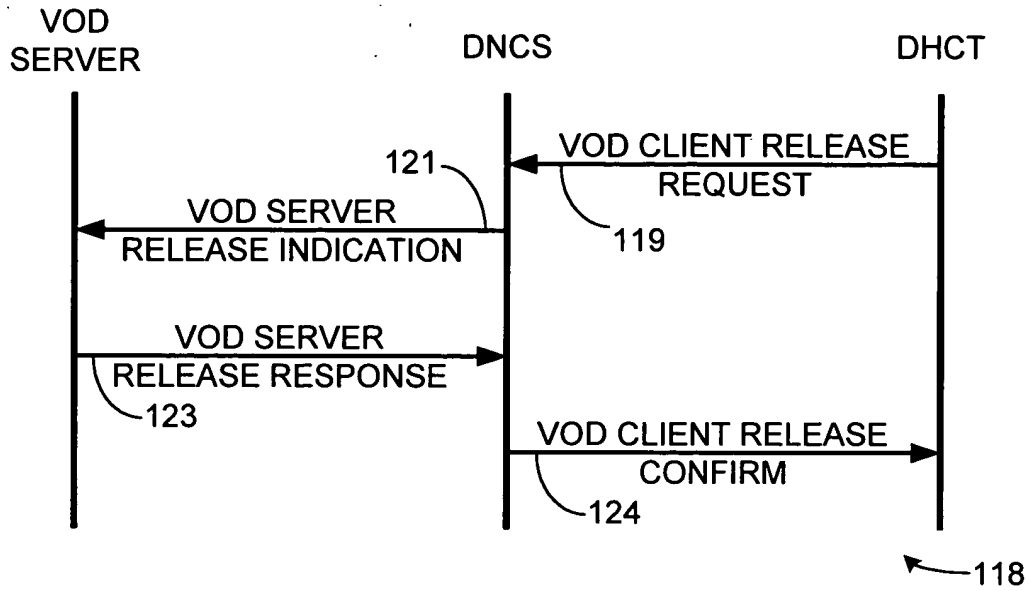 VOD
SERVER
DNCS
DHCT
VOD CLIENT RELEASE
REQUEST
119
121
VOD SERVER
RELEASE INDICATION
VOD SERVER
RELEASE RESPONSE
123
VOD CLIENT RELEASE
CONFIRM
124
118